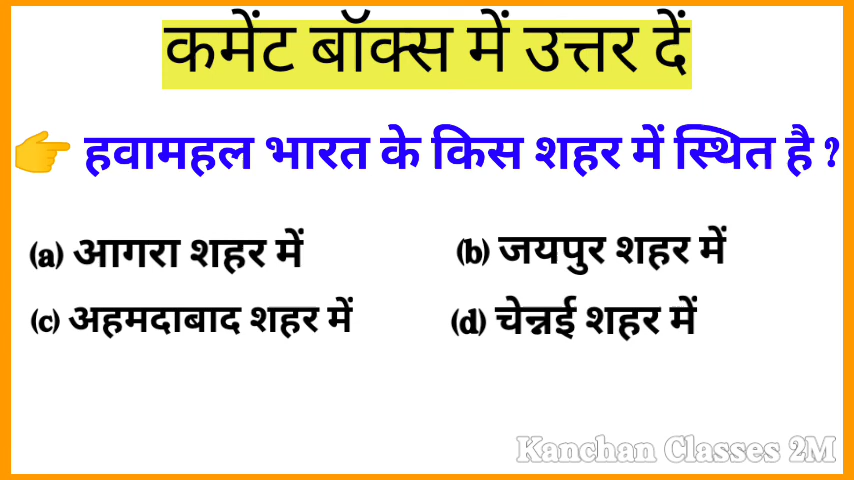 कमेंट बॉक्स में उत्तर दें
हवामहल भारत के किस शहर में स्थित है ?
(a) आगरा शहर में (b) जयपुर शहर में
(c) अहमदाबाद शहर में (d) चेन्नई शहर में
Kanchan Classes 2M